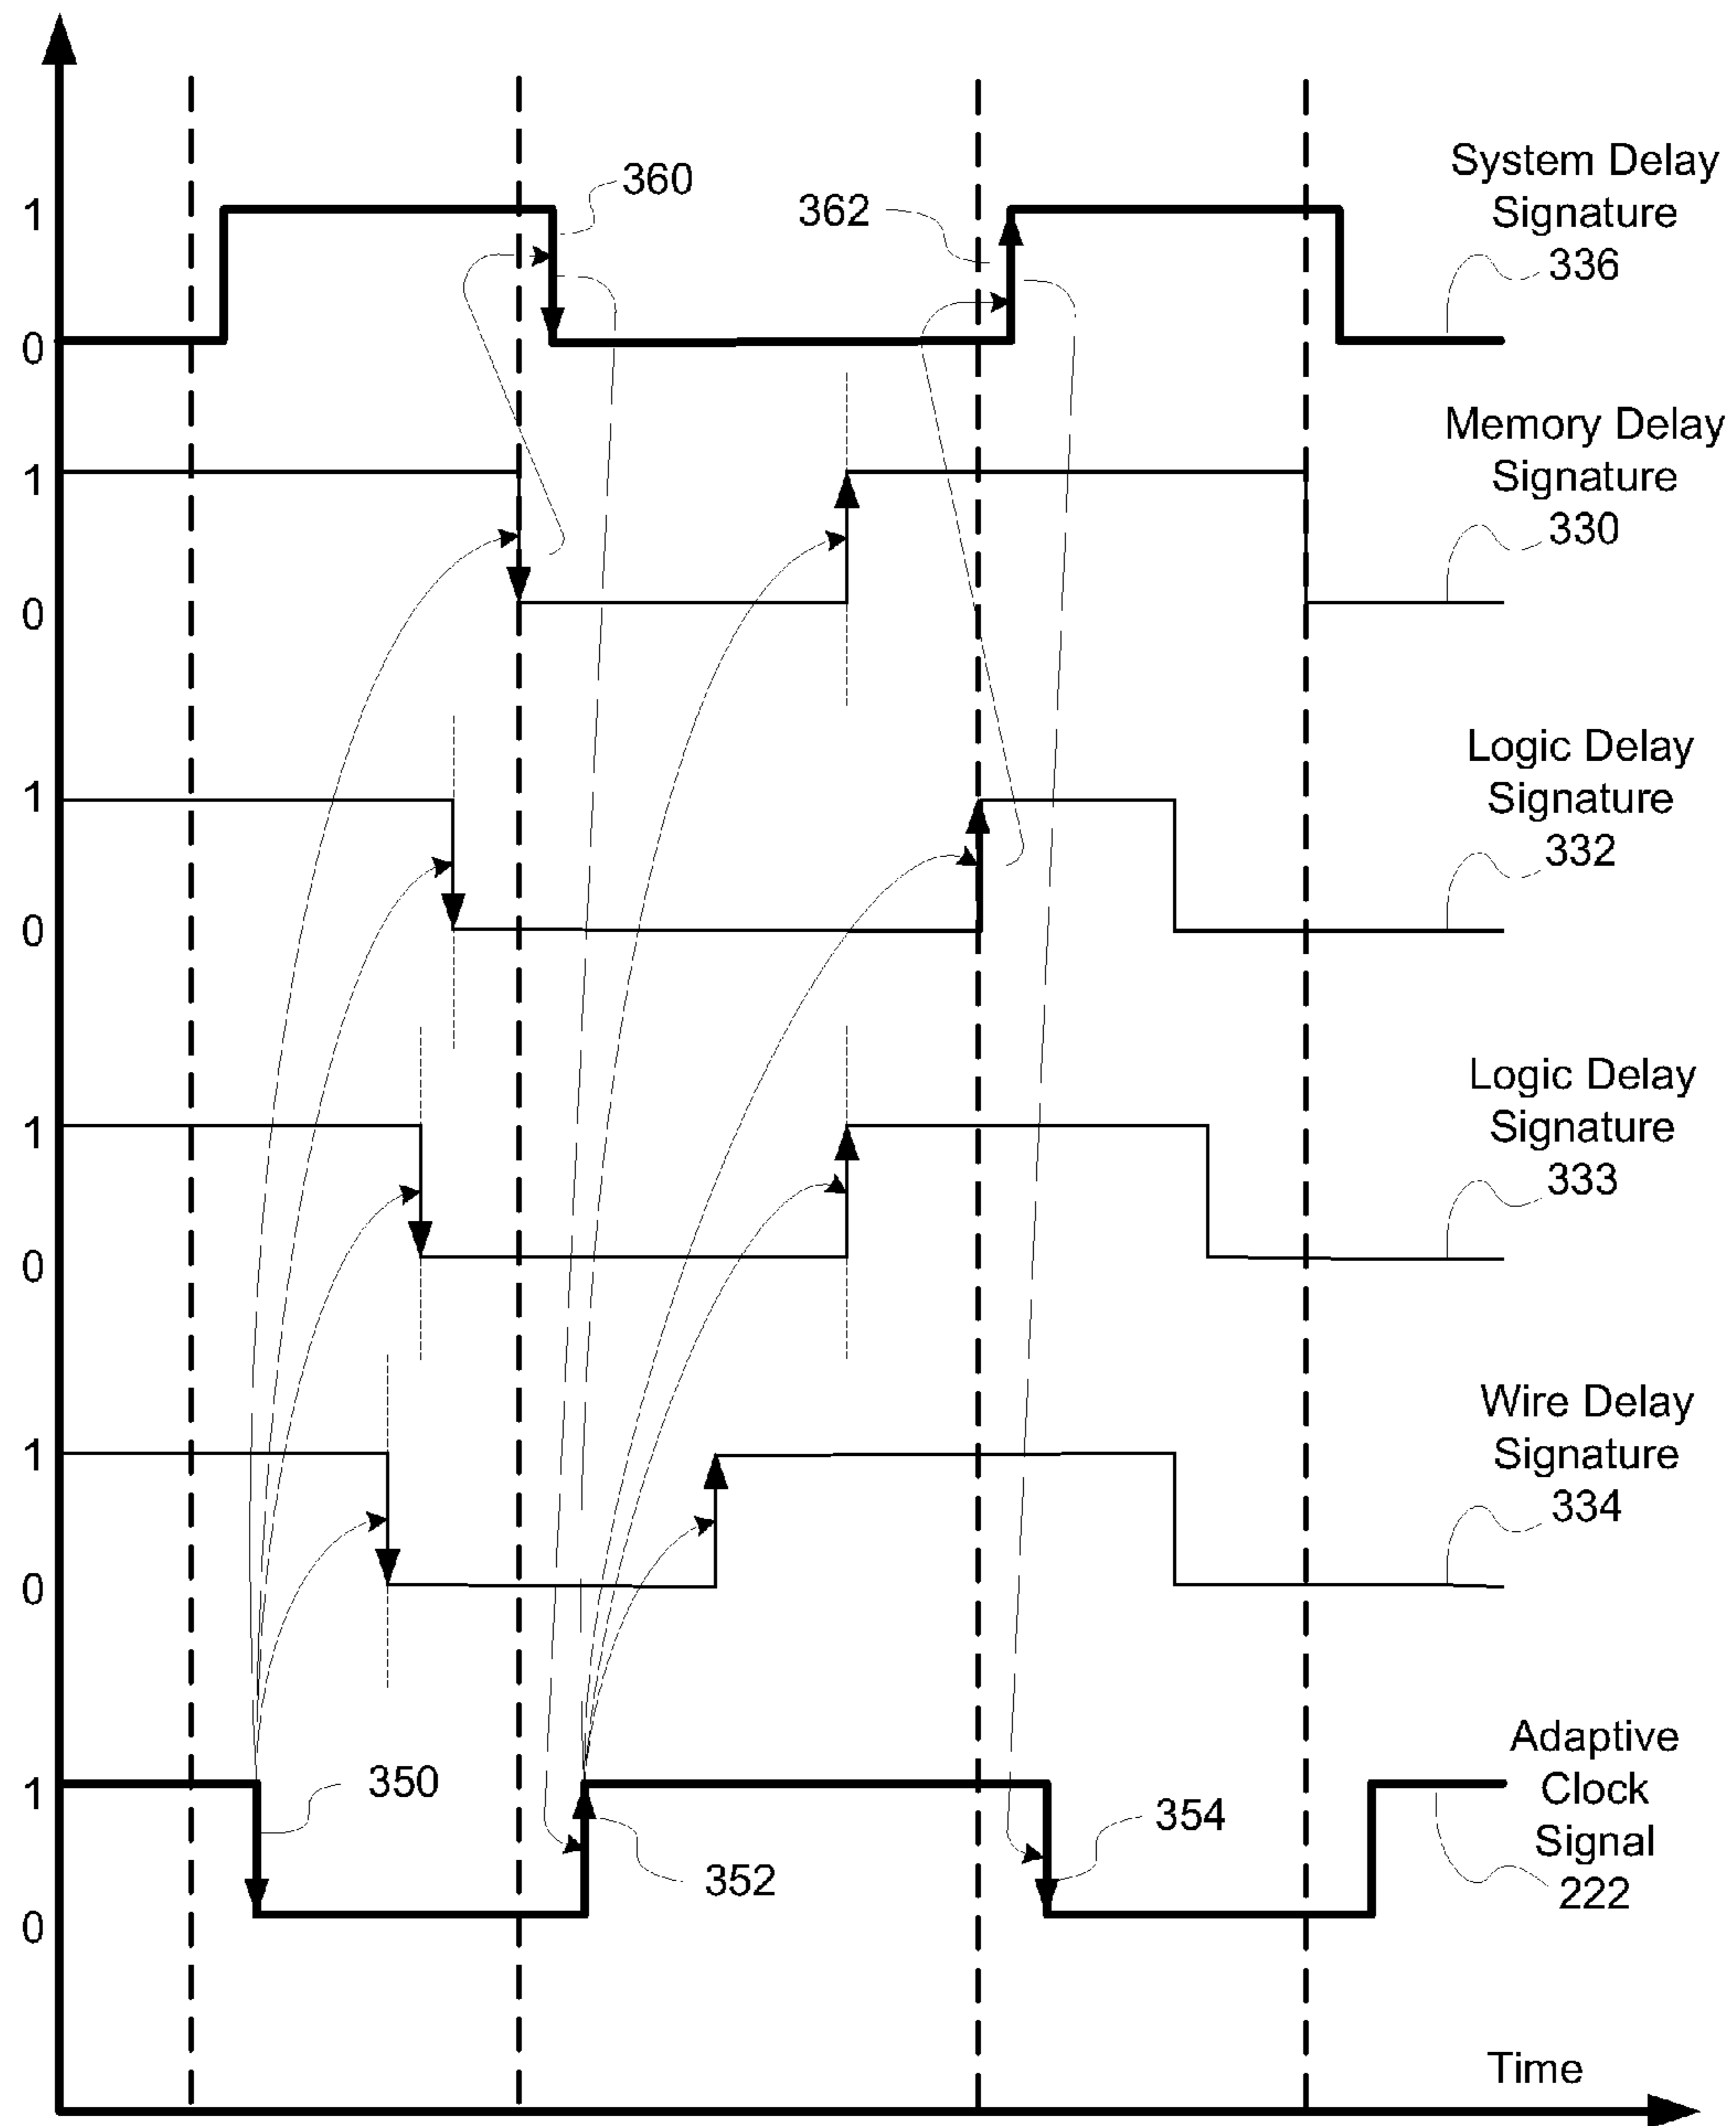 System Delay
Signature
336
360
362
1
0
Memory Delay
Signature
330
1
0
Logic Delay
Signature
332
1
0
Logic Delay
Signature
333
1
0
Wire Delay
Signature
334
1
0
Adaptive
Clock
Signal
222
350
352
354
1
0
Time